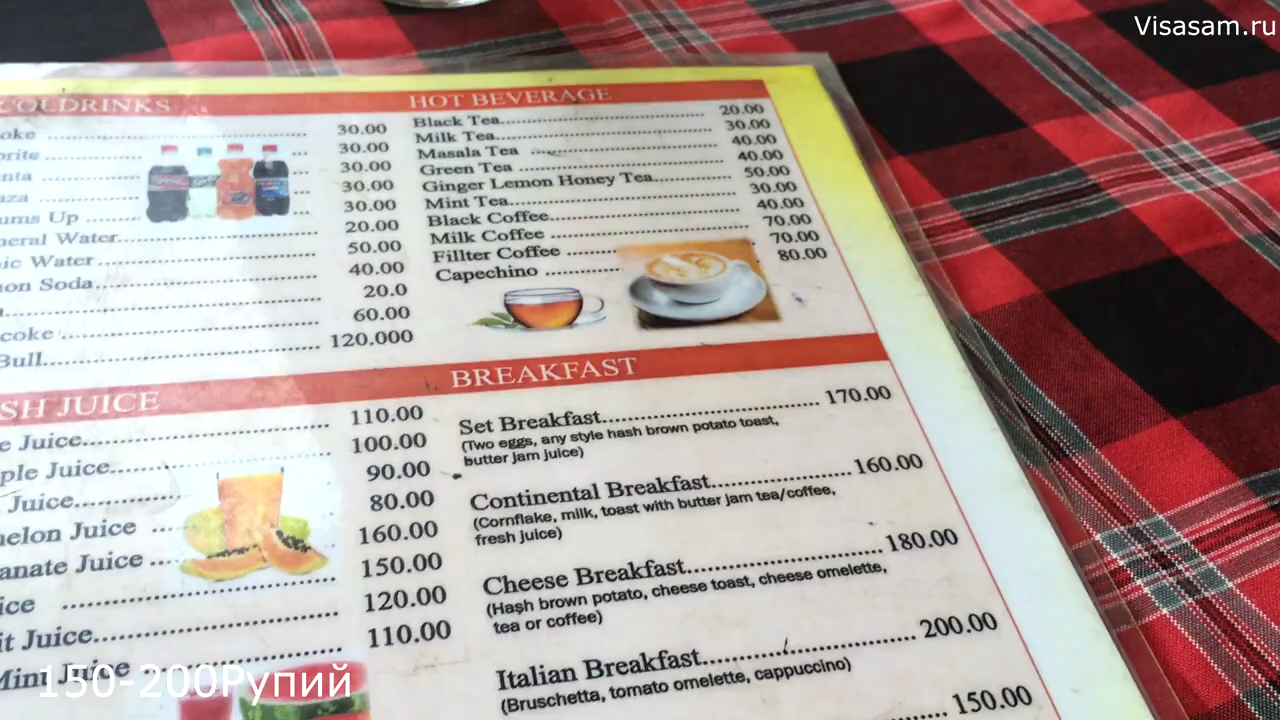 Visasam.ru
COLDRINKS
oke 30.00
prite 30.00
anta 30.00
aza 30.00
ums Up 30.00
neral Water 20.00
nic Water 50.00
non Soda 40.00
20.0
coke 60.00
Bull 120.000
HOT BEVERAGE
Black Tea 20.00
Milk Tea 30.00
Masala Tea 40.00
Green Tea 40.00
Ginger Lemon Honey Tea 50.00
Mint Tea 30.00
Black Coffee 40.00
Milk Coffee 70.00
Fillter Coffee 70.00
Capechino 80.00
SH JUICE
e Juice 110.00
ple Juice 100.00
Juice 90.00
nelon Juice 80.00
anate Juice 160.00
ice 150.00
it Juice 120.00
Mint Juice 110.00
BREAKFAST
Set Breakfast 170.00
(Two eggs, any style hash brown potato toast,
butter jam juice)
Continental Breakfast 160.00
(Cornflake, milk, toast with butter jam tea/coffee,
fresh juice)
Cheese Breakfast 180.00
(Hash brown potato, cheese toast, cheese omelette,
tea or coffee)
Italian Breakfast 200.00
(Bruschetta, tomato omelette, cappuccino)
150.00
150-200Рупий